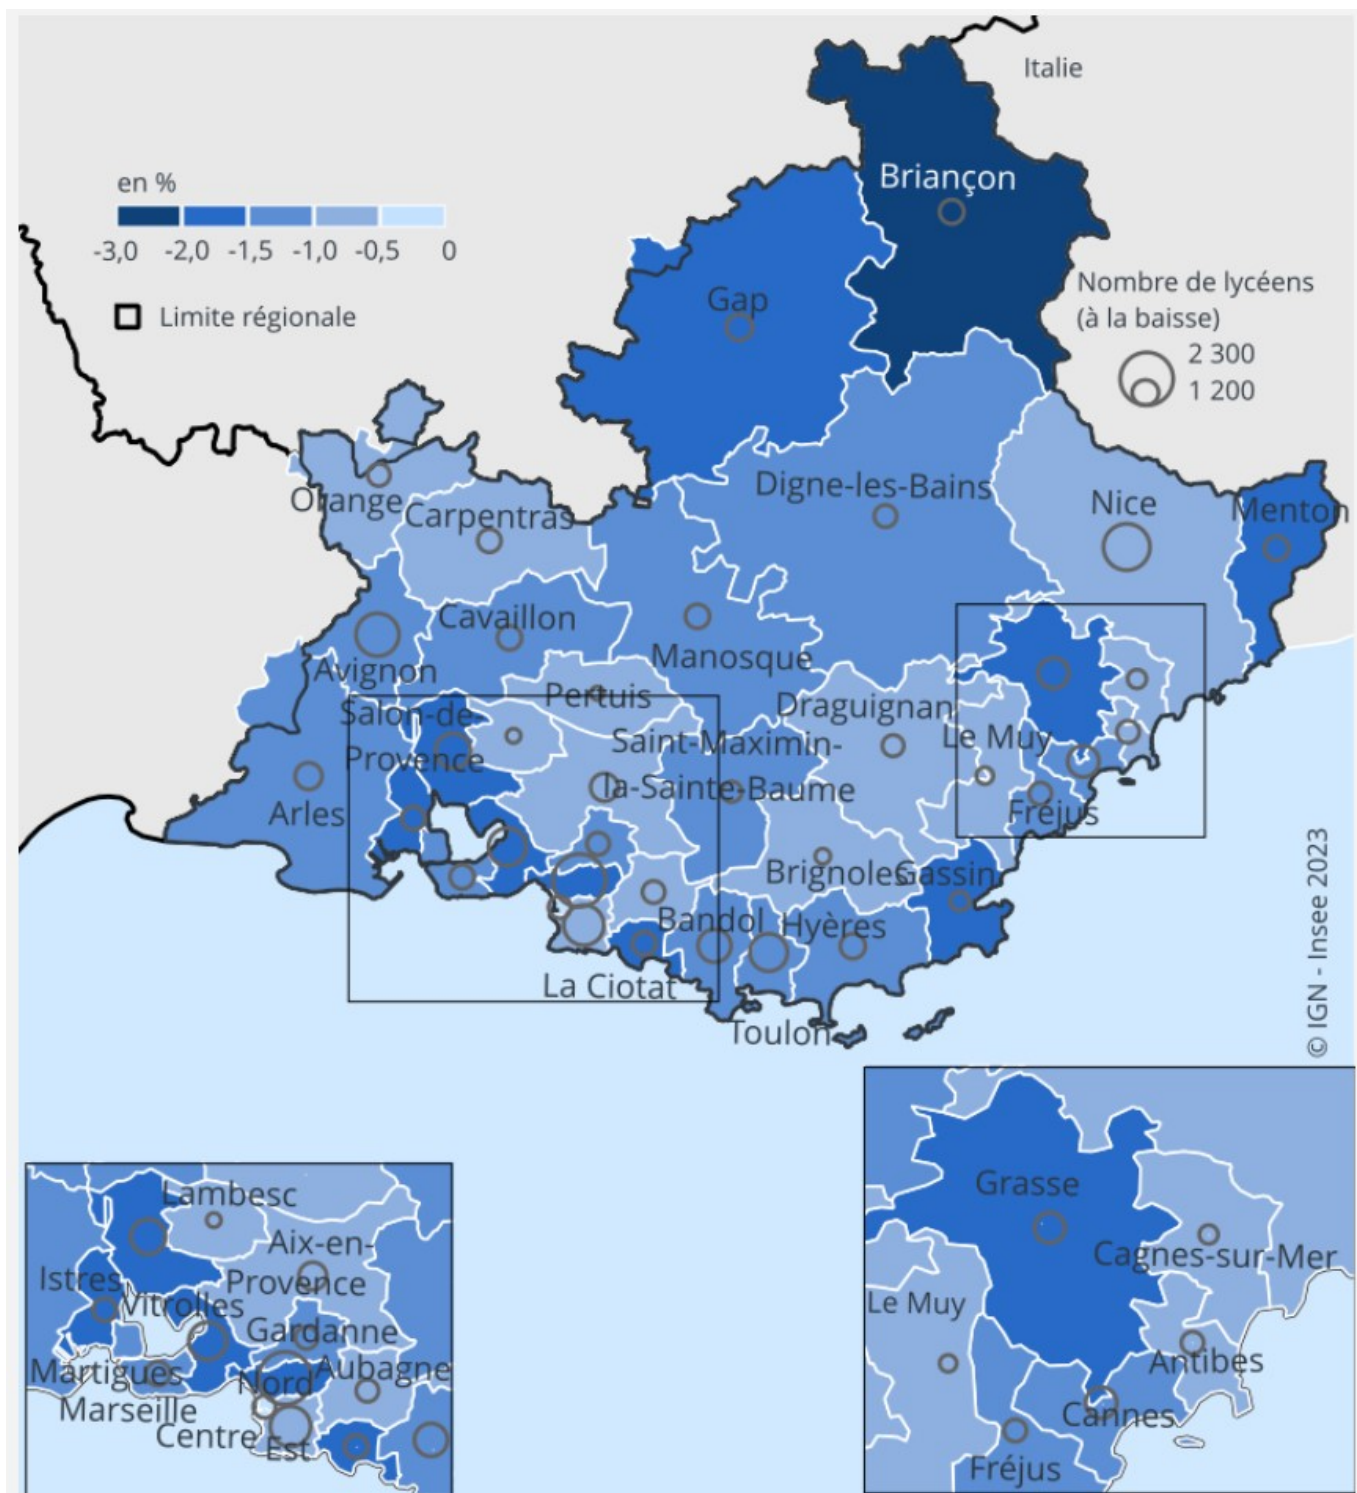 Italie
en %
-3,0 -2,0 -1,5 -1,0 -0,5 0
Limite régionale
Briançon
Gap
Nombre de lycéens
(à la baisse)
2 300
1 200
Orange
Carpentras
Digne-les-Bains
Nice
Menton
Cavaillon
Avignon
Manosque
Pertuis
Draguignan
Salon-de-
Provence
Saint-Maximin-
la-Sainte-Baume
Le Muy
Arles
Fréjus
Brignoles
Gassin
Bandol
Hyères
La Ciotat
Toulon
© IGN - Insee 2023
Lambesc
Aix-en-
Provence
Istres
Vitrolles
Gardanne
Martigues
Nord
Aubagne
Marseille
Centre
Est
Grasse
Cagnes-sur-Mer
Le Muy
Antibes
Cannes
Fréjus